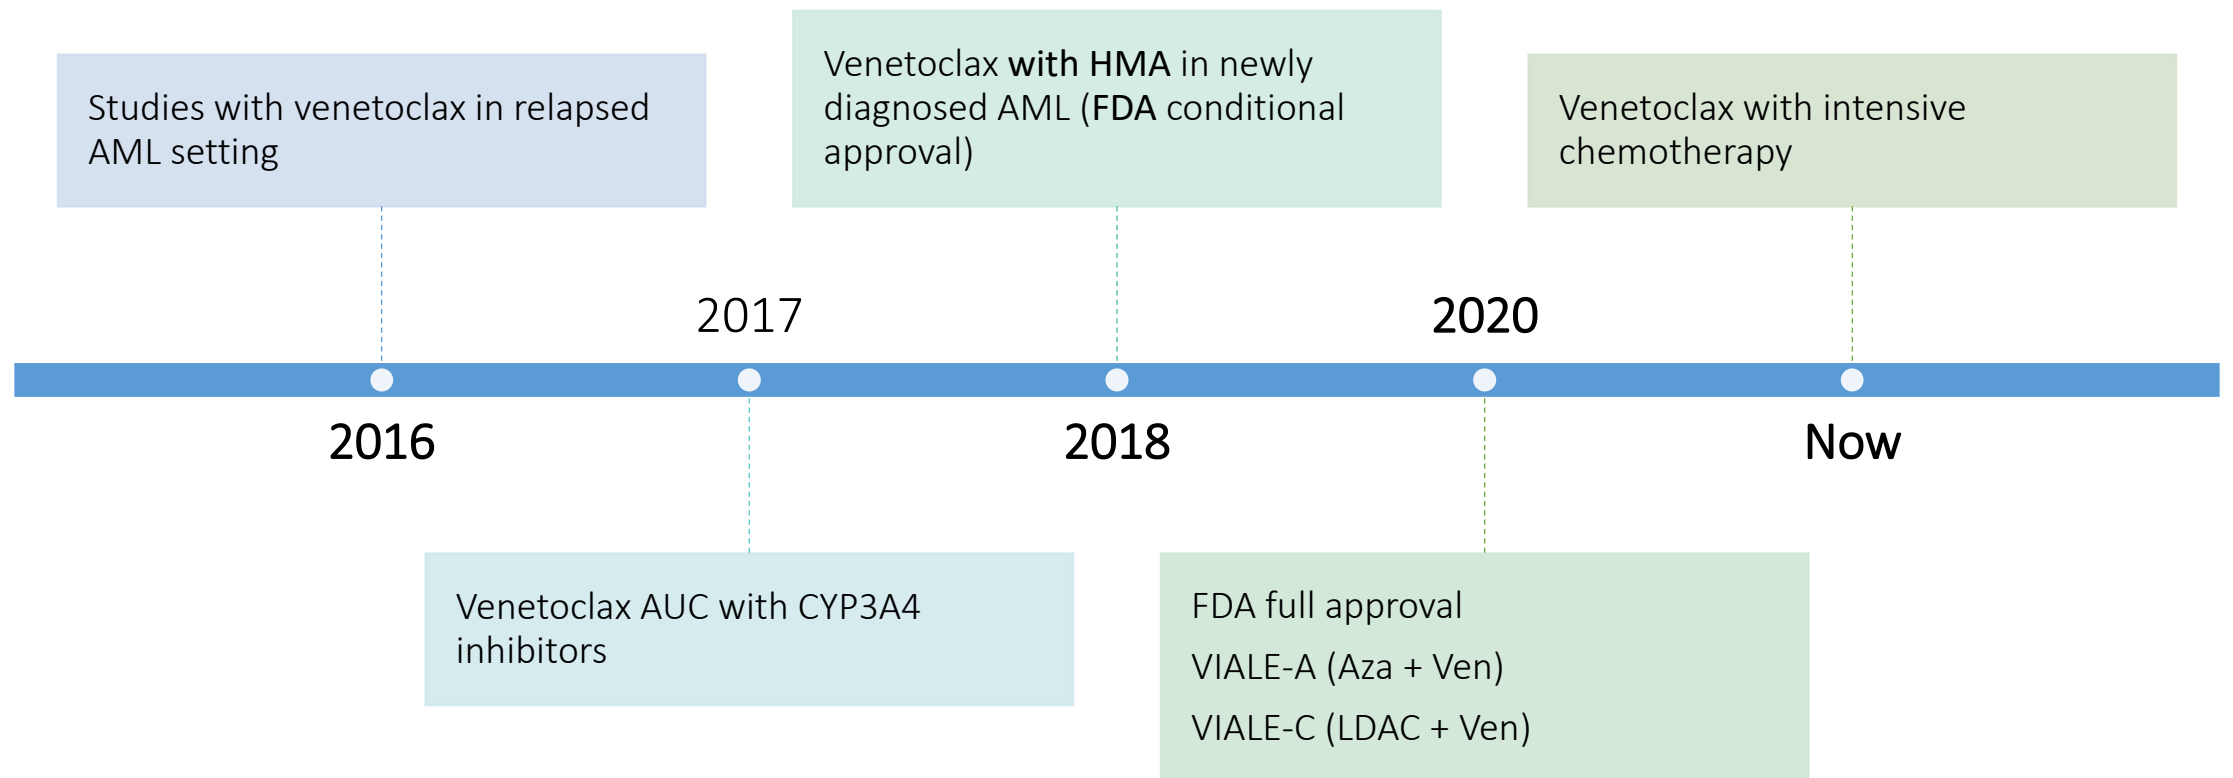 Studies with venetoclax in relapsed
AML setting
Venetoclax with HMA in newly
diagnosed AML (FDA conditional
approval)
Venetoclax with intensive
chemotherapy
2017
2020
2016
2018
Now
Venetoclax AUC with CYP3A4
inhibitors
FDA full approval
VIALE-A (Aza + Ven)
VIALE-C (LDAC + Ven)